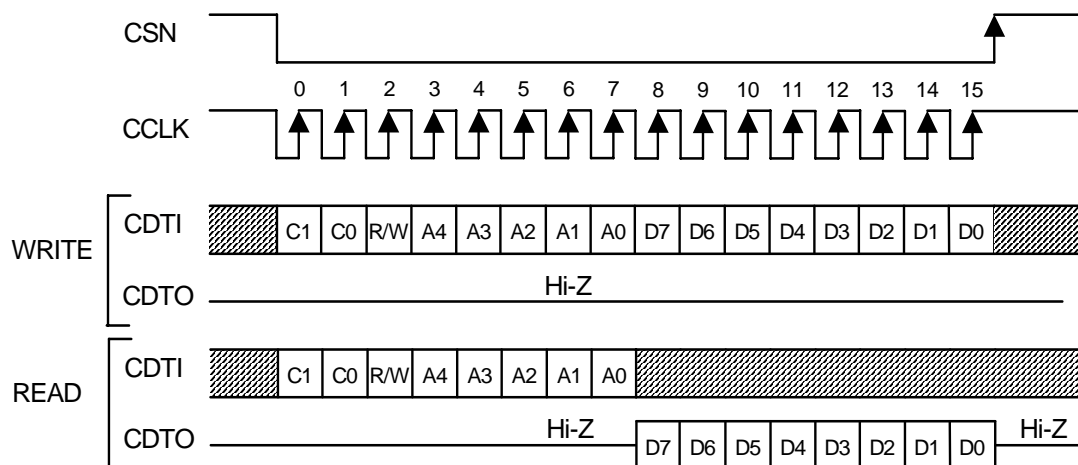 CSN
0 1 2 3 4 5 6 7 8 9 10 11 12 13 14 15
CCLK
WRITE
CDTI C1 C0 R/W A4 A3 A2 A1 A0 D7 D6 D5 D4 D3 D2 D1 D0
CDTO Hi-Z
READ
CDTI C1 C0 R/W A4 A3 A2 A1 A0
CDTO Hi-Z D7 D6 D5 D4 D3 D2 D1 D0 Hi-Z